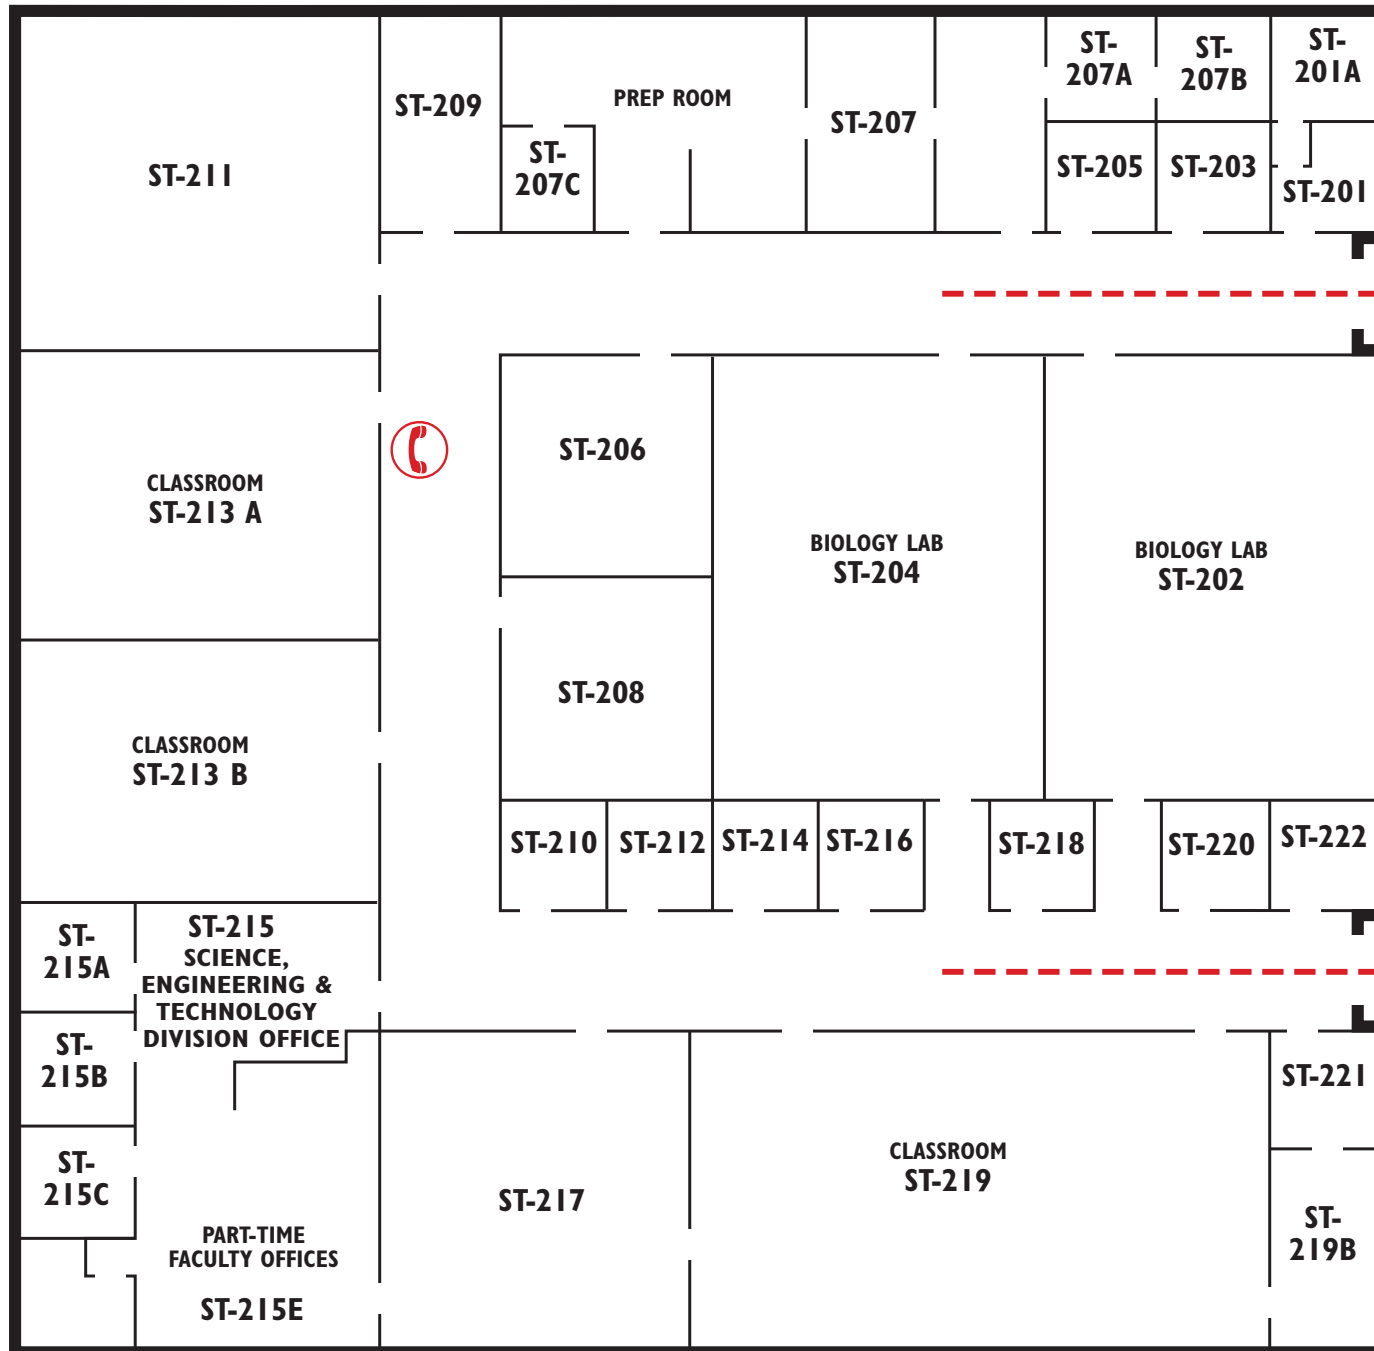 ST-211
ST-209
PREP ROOM
ST-
207C
ST-207
ST-
207A
ST-
207B
ST-
201A
ST-205
ST-203
ST-201
CLASSROOM
ST-213 A
ST-206
BIOLOGY LAB
ST-204
BIOLOGY LAB
ST-202
CLASSROOM
ST-213 B
ST-208
ST-210
ST-212
ST-214
ST-216
ST-218
ST-220
ST-222
ST-
215A
ST-215
SCIENCE,
ENGINEERING &
TECHNOLOGY
DIVISION OFFICE
ST-
215B
ST-
215C
PART-TIME
FACULTY OFFICES
ST-215E
ST-217
CLASSROOM
ST-219
ST-221
ST-
219B